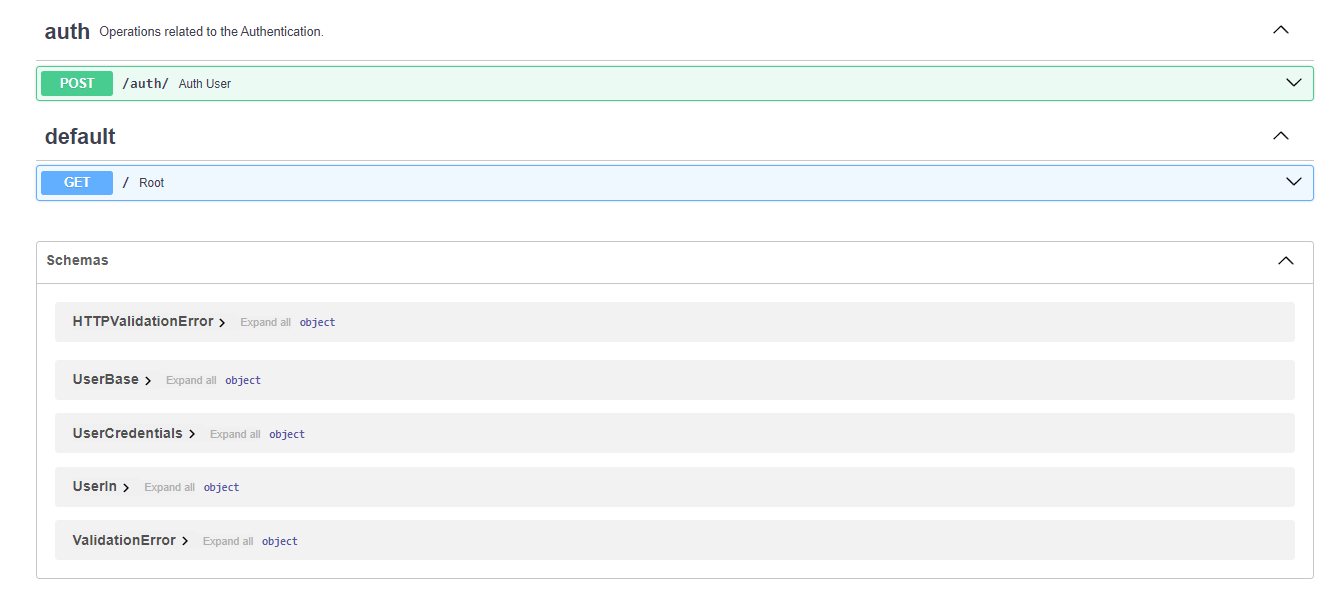 auth Operations related to the Authentication.
POST /auth/ Auth User
default
GET / Root
Schemas
HTTPValidationError Expand all object
UserBase Expand all object
UserCredentials Expand all object
UserIn Expand all object
ValidationError Expand all object